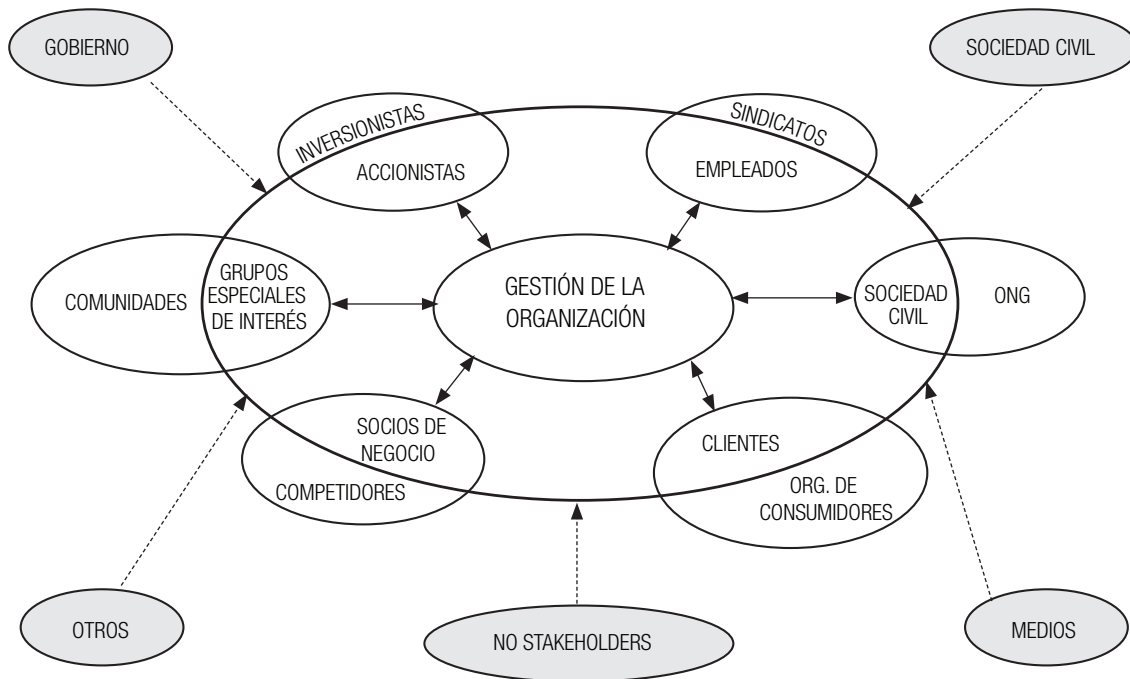 GOBIERNO
SOCIEDAD CIVIL
INVERSIONISTAS
ACCIONISTAS
SINDICATOS
EMPLEADOS
COMUNIDADES
GRUPOS
ESPECIALES
DE INTERÉS
GESTIÓN DE LA
ORGANIZACIÓN
SOCIEDAD
CIVIL
ONG
SOCIOS DE
NEGOCIO
COMPETIDORES
CLIENTES
ORG. DE
CONSUMIDORES
OTROS
NO STAKEHOLDERS
MEDIOS